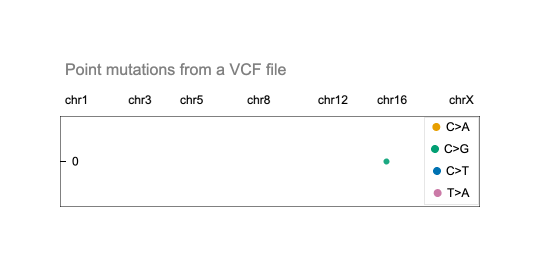 Point mutations from a VCF file
chr1 chr3 chr5 chr8 chr12 chr16 chrX
0
C>A
C>G
C>T
T>A